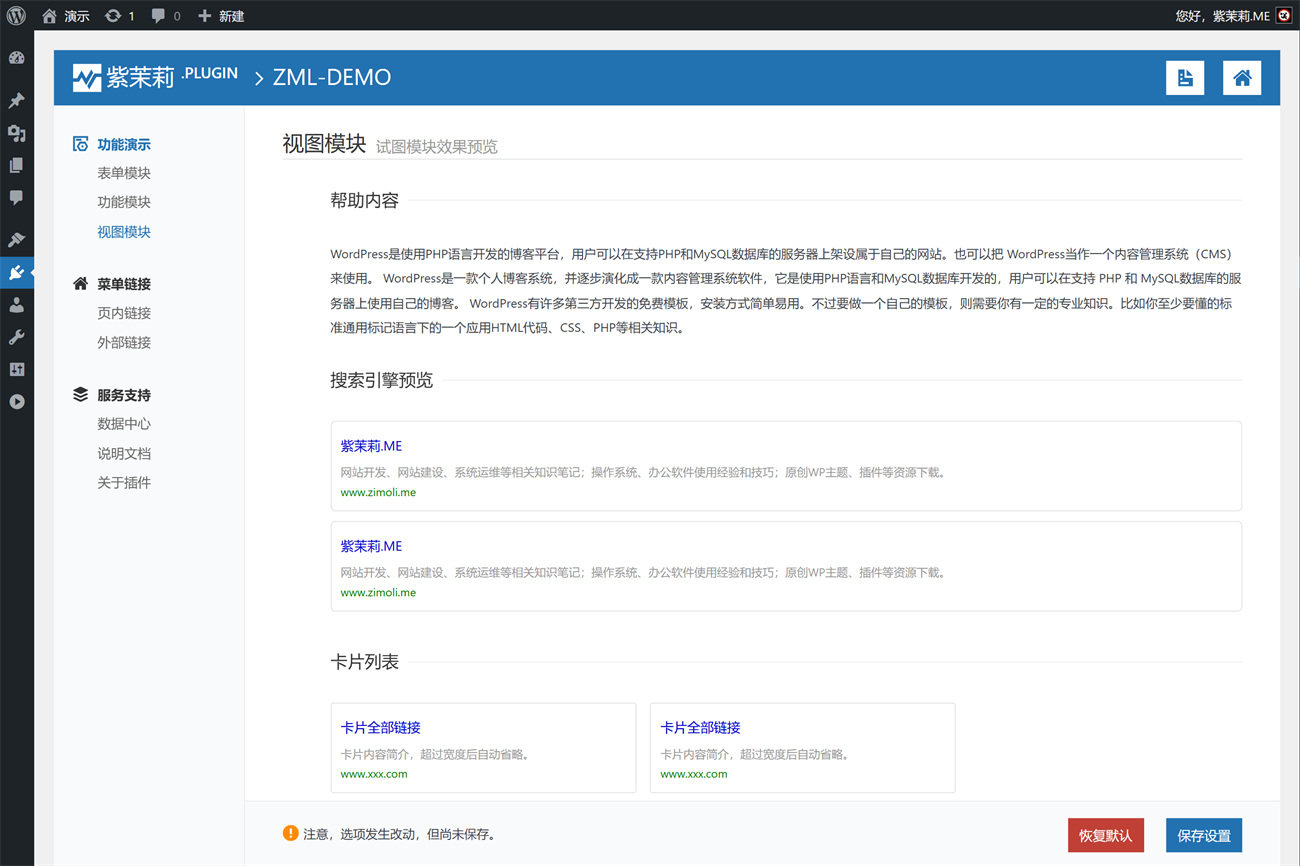 演示 1 0 新建 您好，紫茉莉.ME
紫茉莉 .PLUGIN ZML-DEMO
功能演示
表单模块
功能模块
视图模块
菜单链接
页内链接
外部链接
服务支持
数据中心
说明文档
关于插件
视图模块 试图模块效果预览
帮助内容
WordPress是使用PHP语言开发的博客平台，用户可以在支持PHP和MySQL数据库的服务器上架设属于自己的网站。也可以把 WordPress当作一个内容管理系统（CMS）
来使用。 WordPress是一款个人博客系统，并逐步演化成一款内容管理系统软件，它是使用PHP语言和MySQL数据库开发的，用户可以在支持 PHP 和 MySQL数据库的服
务器上使用自己的博客。 WordPress有许多第三方开发的免费模板，安装方式简单易用。不过要做一个自己的模板，则需要你有一定的专业知识。比如你至少要懂的标
准通用标记语言下的一个应用HTML代码、CSS、PHP等相关知识。
搜索引擎预览
紫茉莉.ME
网站开发、网站建设、系统运维等相关知识笔记；操作系统、办公软件使用经验和技巧；原创WP主题、插件等资源下载。
www.zimoli.me
紫茉莉.ME
网站开发、网站建设、系统运维等相关知识笔记；操作系统、办公软件使用经验和技巧；原创WP主题、插件等资源下载。
www.zimoli.me
卡片列表
卡片全部链接
卡片内容简介，超过宽度后自动省略。
www.xxx.com
卡片全部链接
卡片内容简介，超过宽度后自动省略。
www.xxx.com
注意，选项发生改动，但尚未保存。
恢复默认 保存设置